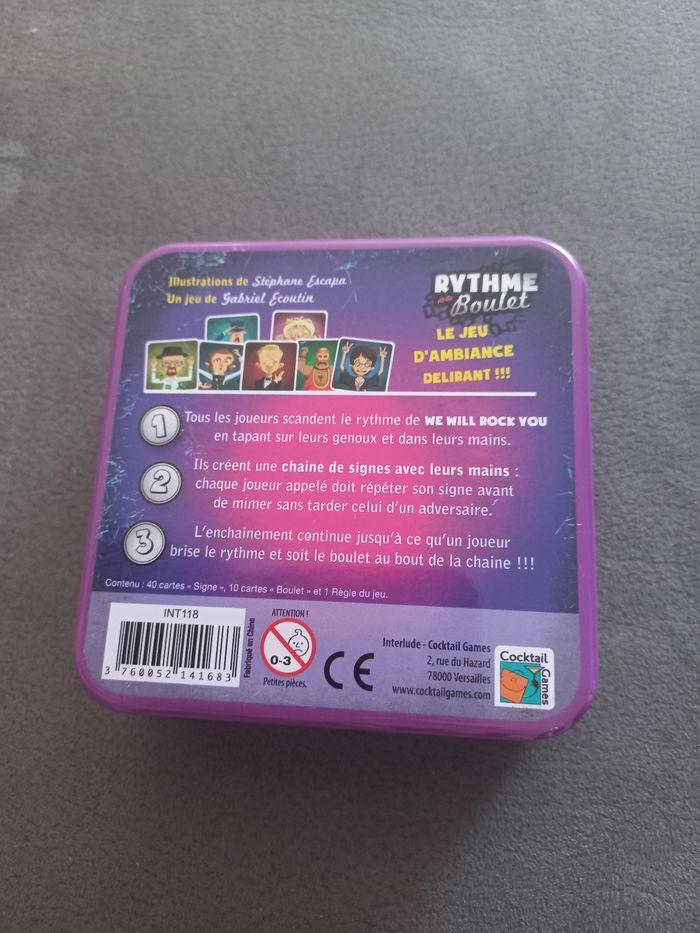 Illustrations de Stéphane Escapa
Un jeu de Gabriel Ecoutin
RYTHME
Boulet
LE JEU
D'AMBIANCE
DELIRANT !!!
1
Tous les joueurs scandent le rythme de WE WILL ROCK YOU
en tapant sur leurs genoux et dans leurs mains.
2
Ils créent une chaine de signes avec leurs mains :
chaque joueur appelé doit répéter son signe avant
de mimer sans tarder celui d'un adversaire.
3
L'enchainement continue jusqu'à ce qu'un joueur
brise le rythme et soit le boulet au bout de la chaine !!!
Contenu : 40 cartes « Signe », 10 cartes « Boulet » et 1 Règle du jeu.
INT118
3 760052 141683
Fabriqué en Chine
ATTENTION !
0-3
Petites pièces.
CE
Interlude - Cocktail Games
2, rue du Hazard
78000 Versailles
www.cocktailgames.com
Cocktail
Games